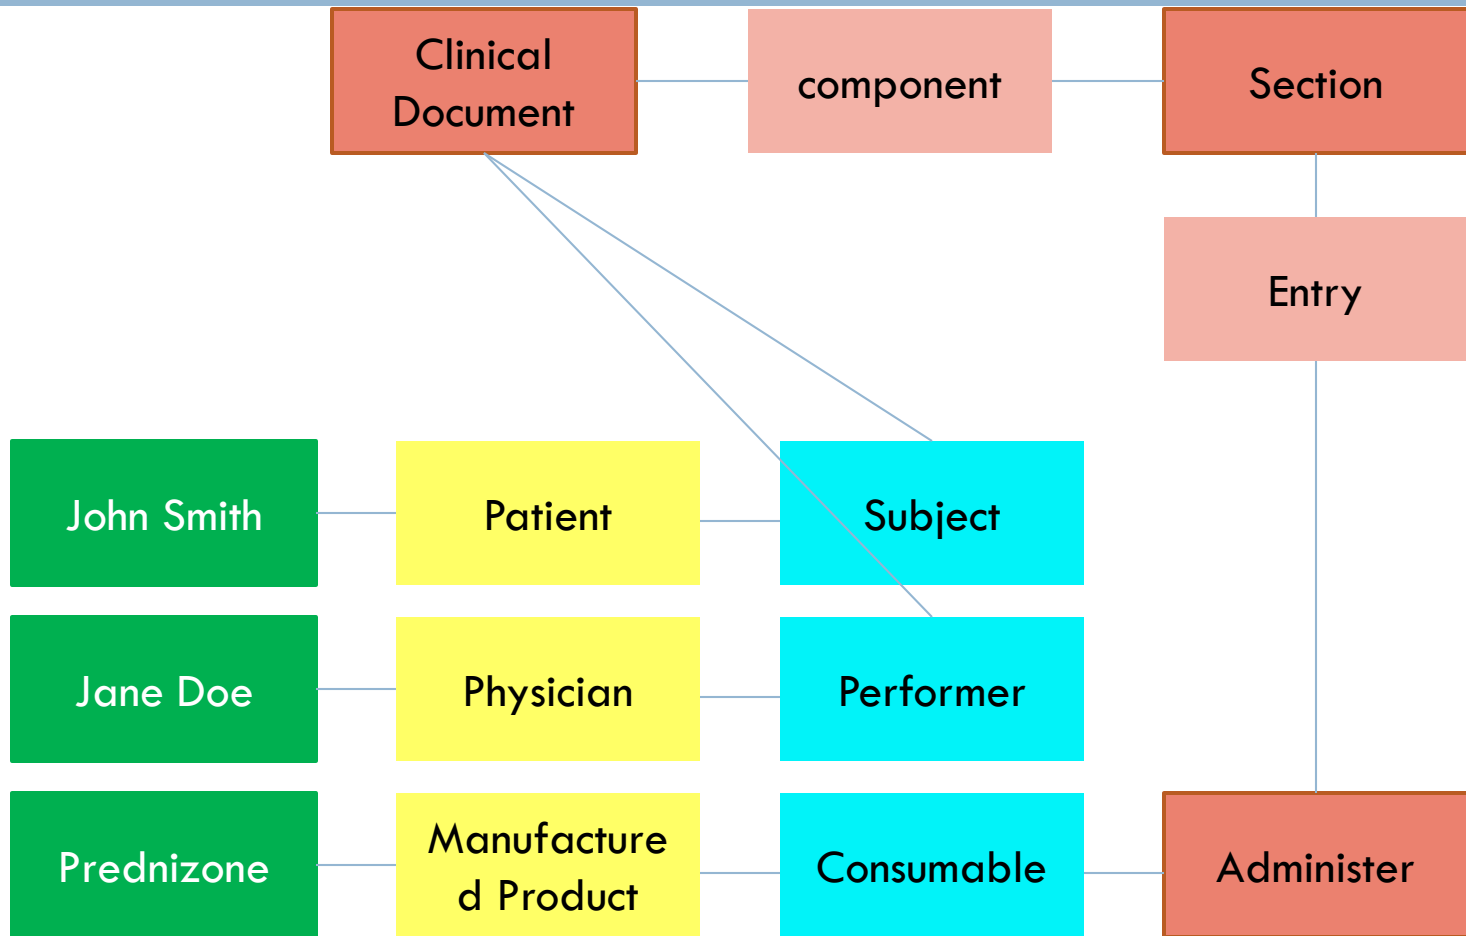 Clinical
Document
component
Section
Entry
John Smith
Patient
Subject
Jane Doe
Physician
Performer
Prednizone
Manufacture
d Product
Consumable
Administer